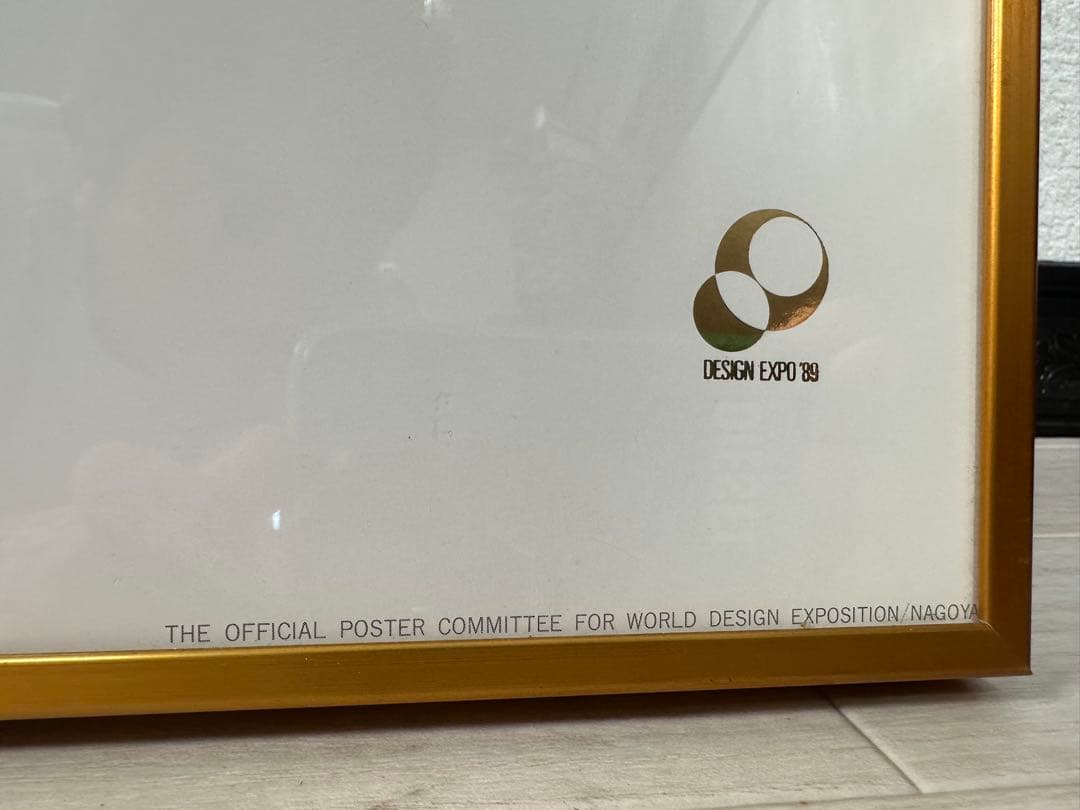 DESIGN EXPO '89
THE OFFICIAL POSTER COMMITTEE FOR WORLD DESIGN EXPOSITION/NAGOYA